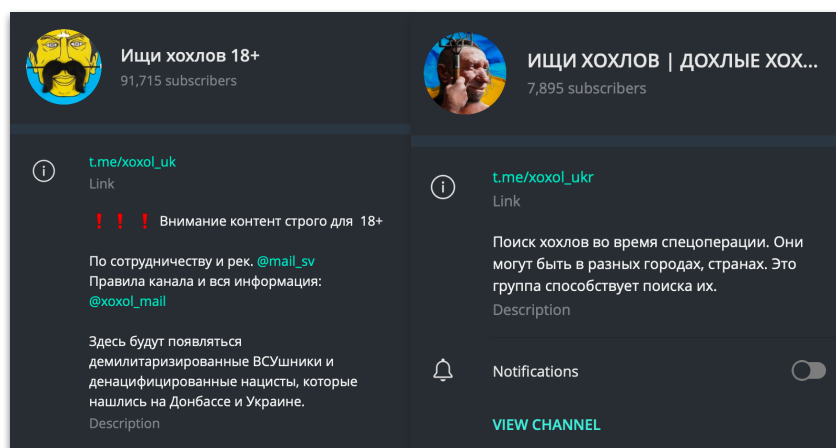 Ищи хохлов 18+
91,715 subscribers
t.me/xoxol_uk
Link
❗❗❗ Внимание контент строго для 18+
По сотрудничеству и рек. @mail_sv
Правила канала и вся информация:
@xoxol_mail
Здесь будут появляться
демилитаризированные ВСУшники и
денацифицированные нацисты, которые
нашлись на Донбассе и Украине.
Description
ИЩИ ХОХЛОВ | ДОХЛЫЕ ХОХ...
7,895 subscribers
t.me/xoxol_ukr
Link
Поиск хохлов во время спецоперации. Они
могут быть в разных городах, странах. Это
группа способствует поиска их.
Description
Notifications
VIEW CHANNEL